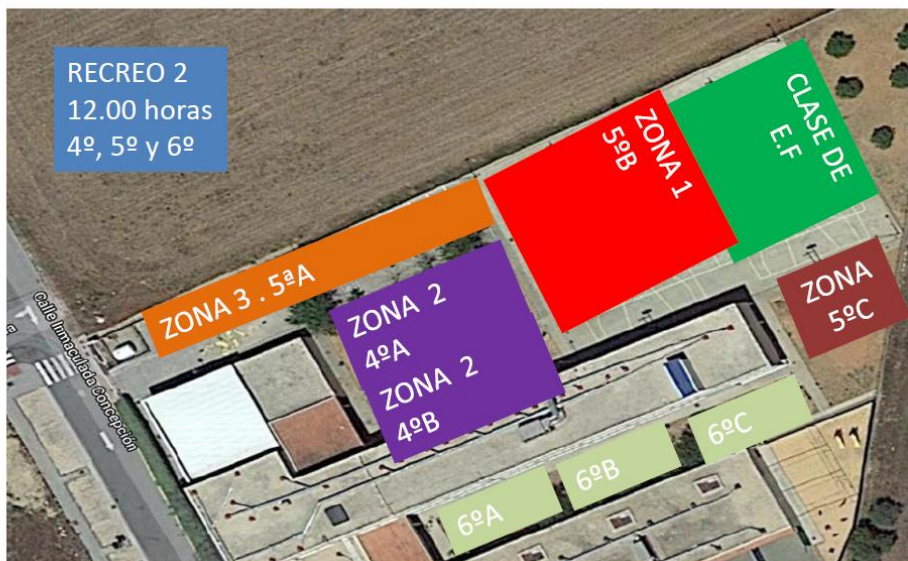 RECREO 2
12.00 horas
4º, 5º y 6º
CLASE DE
E.F
ZONA 1
5ºB
ZONA 3 . 5ªA
ZONA 2
4ºA
ZONA 2
4ºB
ZONA
5ºC
6ºA
6ºB
6ºC
Calle Inmaculada Concepción